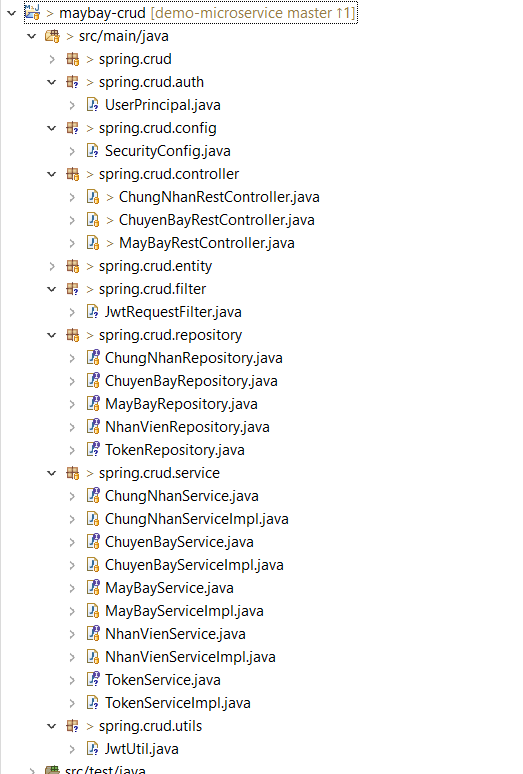 > maybay-crud [demo-microservice master ↑1]
> src/main/java
> spring.crud
> spring.crud.auth
UserPrincipal.java
> spring.crud.config
SecurityConfig.java
> spring.crud.controller
> ChungNhanRestController.java
> ChuyenBayRestController.java
> MayBayRestController.java
> spring.crud.entity
> spring.crud.filter
JwtRequestFilter.java
> spring.crud.repository
ChungNhanRepository.java
ChuyenBayRepository.java
MayBayRepository.java
NhanVienRepository.java
TokenRepository.java
> spring.crud.service
ChungNhanService.java
ChungNhanServiceImpl.java
ChuyenBayService.java
ChuyenBayServiceImpl.java
MayBayService.java
MayBayServiceImpl.java
NhanVienService.java
NhanVienServiceImpl.java
TokenService.java
TokenServiceImpl.java
> spring.crud.utils
JwtUtil.java
src/test/java